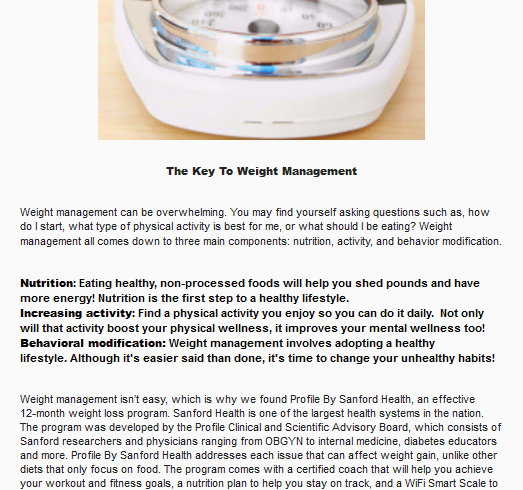 The Key To Weight Management
Weight management can be overwhelming. You may find yourself asking questions such as, how
do I start, what type of physical activity is best for me, or what should I be eating? Weight
management all comes down to three main components: nutrition, activity, and behavior modification.
Nutrition: Eating healthy, non-processed foods will help you shed pounds and have
more energy! Nutrition is the first step to a healthy lifestyle.
Increasing activity: Find a physical activity you enjoy so you can do it daily.  Not only
will that activity boost your physical wellness, it improves your mental wellness too!
Behavioral modification: Weight management involves adopting a healthy
lifestyle. Although it's easier said than done, it's time to change your unhealthy habits!
Weight management isn't easy, which is why we found Profile By Sanford Health, an effective
12-month weight loss program. Sanford Health is one of the largest health systems in the nation.
The program was developed by the Profile Clinical and Scientific Advisory Board, which consists of
Sanford researchers and physicians ranging from OBGYN to internal medicine, diabetes educators
and more. Profile By Sanford Health addresses each issue that can affect weight gain, unlike other
diets that only focus on food. The program comes with a certified coach that will help you achieve
your workout and fitness goals, a nutrition plan to help you stay on track, and a WiFi Smart Scale to